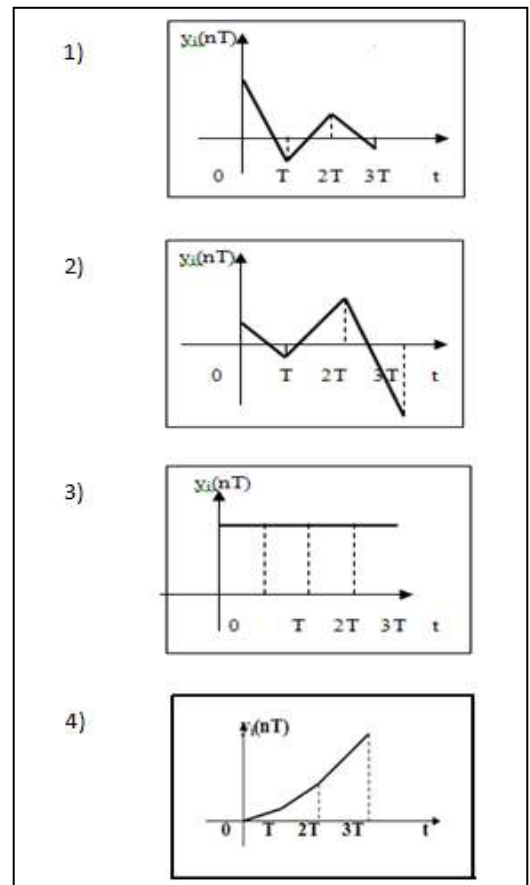 1)
yᵢ(nT)
0 T 2T 3T t
2)
yᵢ(nT)
0 T 2T 3T t
3)
yᵢ(nT)
0 T 2T 3T t
4)
yᵢ(nT)
0 T 2T 3T t